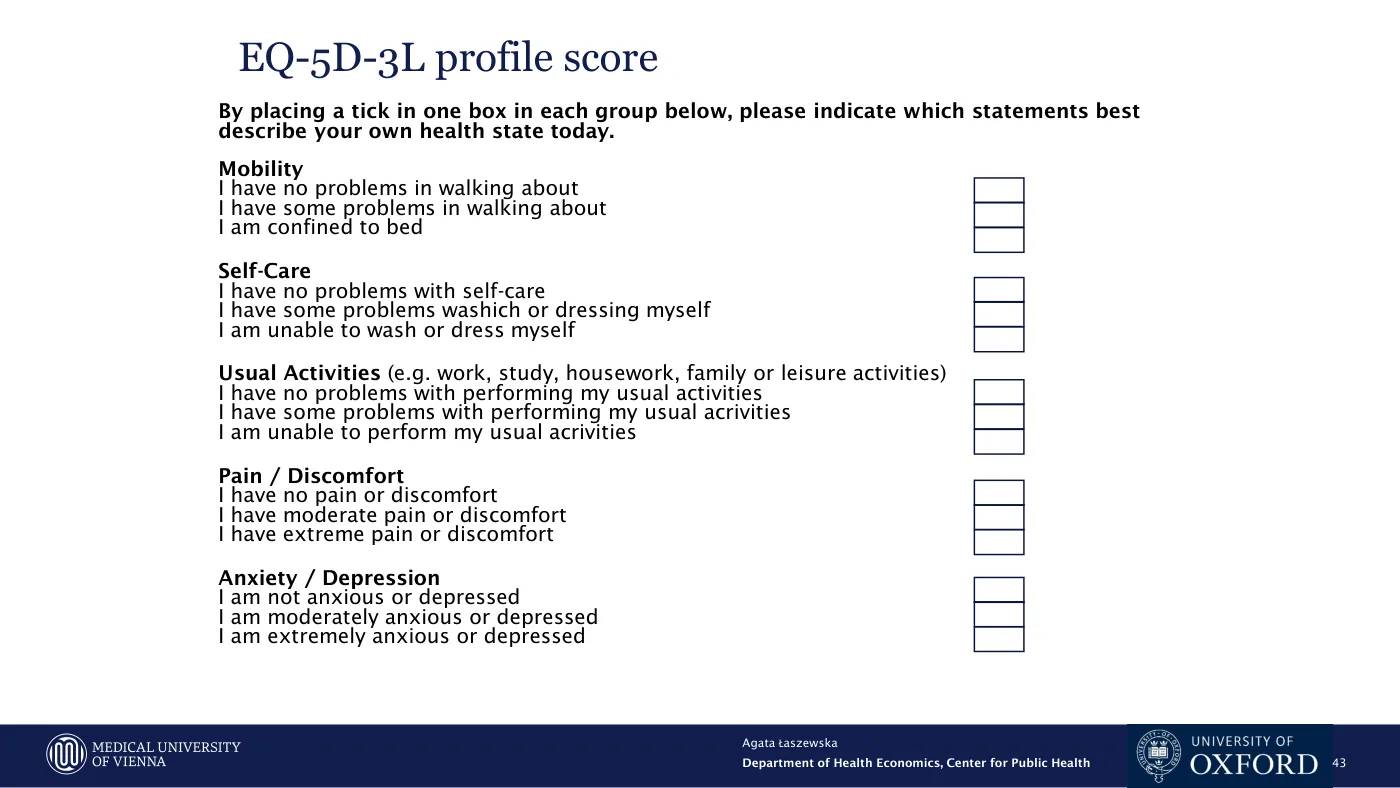 EQ-5D-3L profile score
By placing a tick in one box in each group below, please indicate which statements best
describe your own health state today.
Mobility
I have no problems in walking about
I have some problems in walking about
I am confined to bed
Self-Care
I have no problems with self-care
I have some problems washich or dressing myself
I am unable to wash or dress myself
Usual Activities (e.g. work, study, housework, family or leisure activities)
I have no problems with performing my usual activities
I have some problems with performing my usual acrivities
I am unable to perform my usual acrivities
Pain / Discomfort
I have no pain or discomfort
I have moderate pain or discomfort
I have extreme pain or discomfort
Anxiety / Depression
I am not anxious or depressed
I am moderately anxious or depressed
I am extremely anxious or depressed
MEDICAL UNIVERSITY
OF VIENNA
Agata Łaszewska
Department of Health Economics, Center for Public Health
UNIVERSITY OF
OXFORD
43